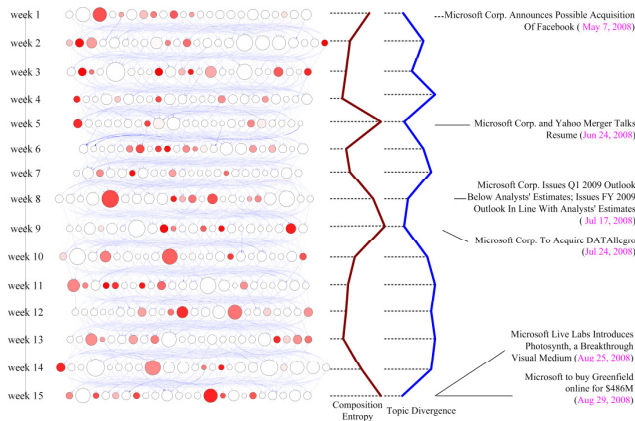 week 1
week 2
week 3
week 4
week 5
week 6
week 7
week 8
week 9
week 10
week 11
week 12
week 13
week 14
week 15
Composition
Entropy
Topic Divergence
Microsoft Corp. Announces Possible Acquisition
Of Facebook ( May 7, 2008)
Microsoft Corp. and Yahoo Merger Talks
Resume (Jun 24, 2008)
Microsoft Corp. Issues Q1 2009 Outlook
Below Analysts' Estimates; Issues FY 2009
Outlook In Line With Analysts' Estimates
( Jul 17, 2008)
Microsoft Corp. To Acquire DATAllegro
(Jul 24, 2008)
Microsoft Live Labs Introduces
Photosynth, a Breakthrough
Visual Medium (Aug 25, 2008)
Microsoft to buy Greenfield
online for $486M
(Aug 29, 2008)